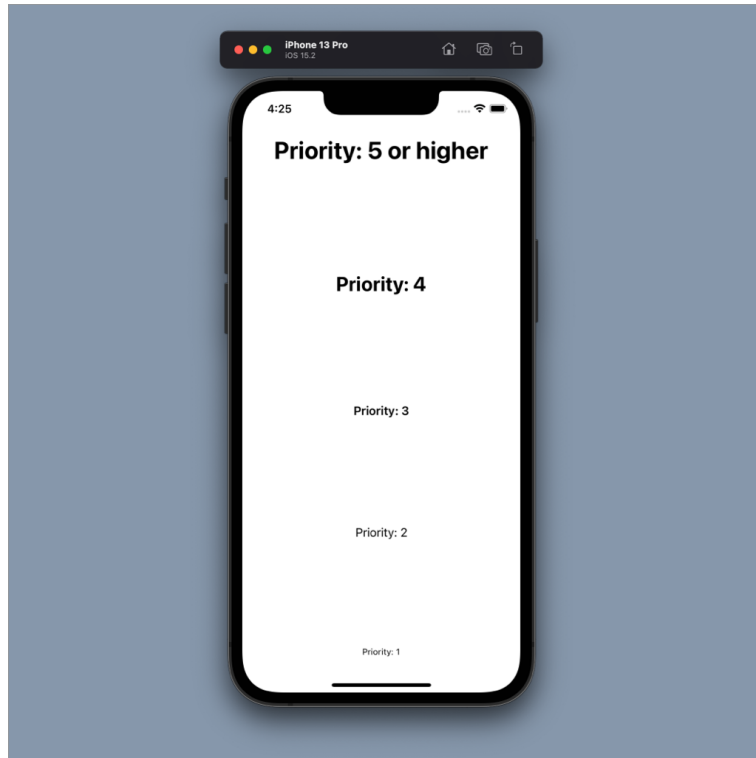 iPhone 13 Pro
iOS 15.2
4:25
Priority: 5 or higher
Priority: 4
Priority: 3
Priority: 2
Priority: 1